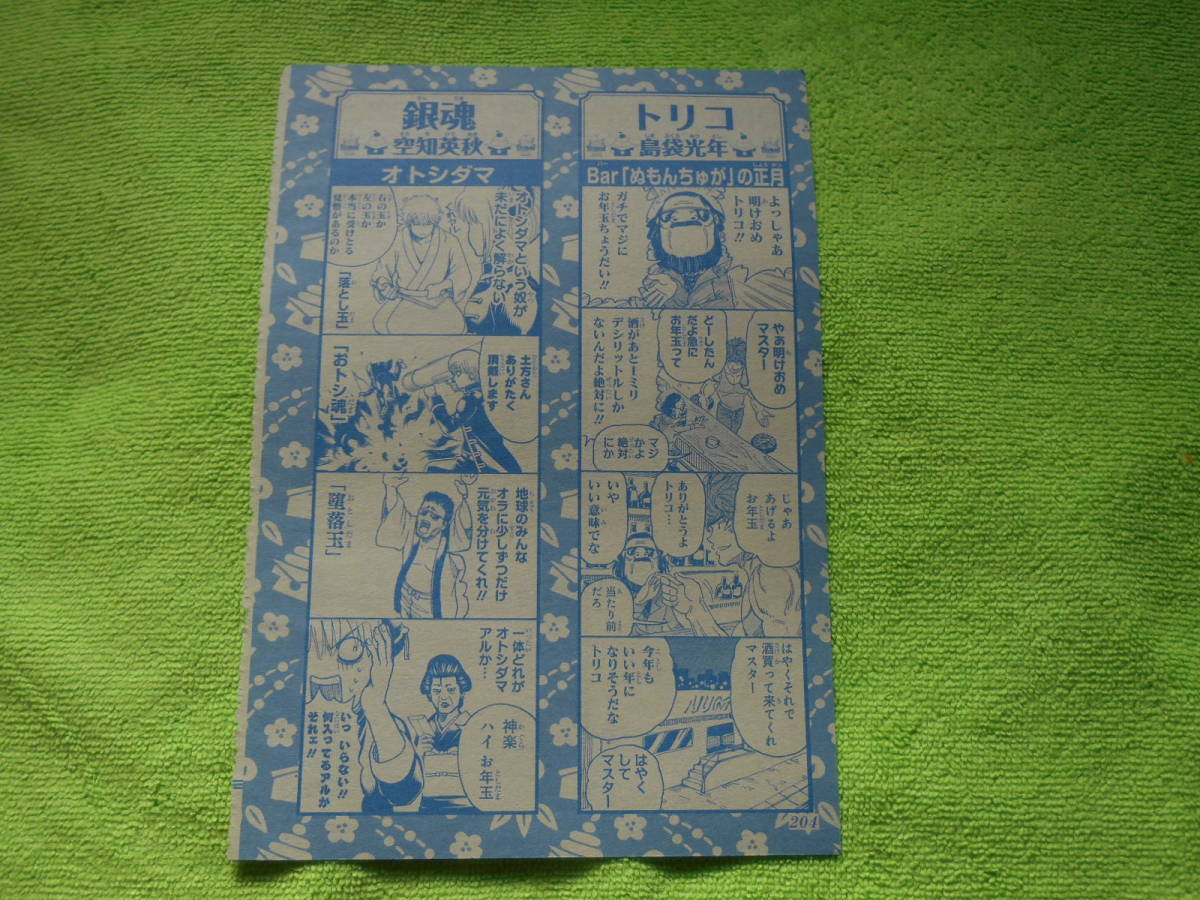 トリコ
島袋光年
Bar「ぬもんちゅが」の正月
よっしゃあ
明けおめ
トリコ!!
ガチでマジに
お年玉ちょうだい!!
やぁ明けおめ
マスター
どーしたん
だよ急に
お年玉って
酒があと一ミリ
デシリットルしか
ないんだよ絶対に!!
マジ
かよ
絶対
にか
じゃあ
あげるよ
お年玉
ありがとうよ
トリコ…
いや
いい意味でな
当たり前
だろ
はやくそれで
酒買って来てくれ
マスター
今年も
いい年に
なりそうだな
トリコ
はやく
して
マスター
204
銀魂
空知英秋
オトシダマ
オトシダマという奴が
未だによく解らない
右の玉か
左の玉か
本当に受けとる
覚悟があるのか
『落とし玉』
土方さん
ありがたく
頂戴します
『おトシ魂』
地球のみんな
オラに少しずつだけ
元気を分けてくれ!!
『堕落玉』
一体どれが
オトシダマ
アルか…
神楽
ハイお年玉
いっ いらない!!
何入ってるアルか
それェ!!